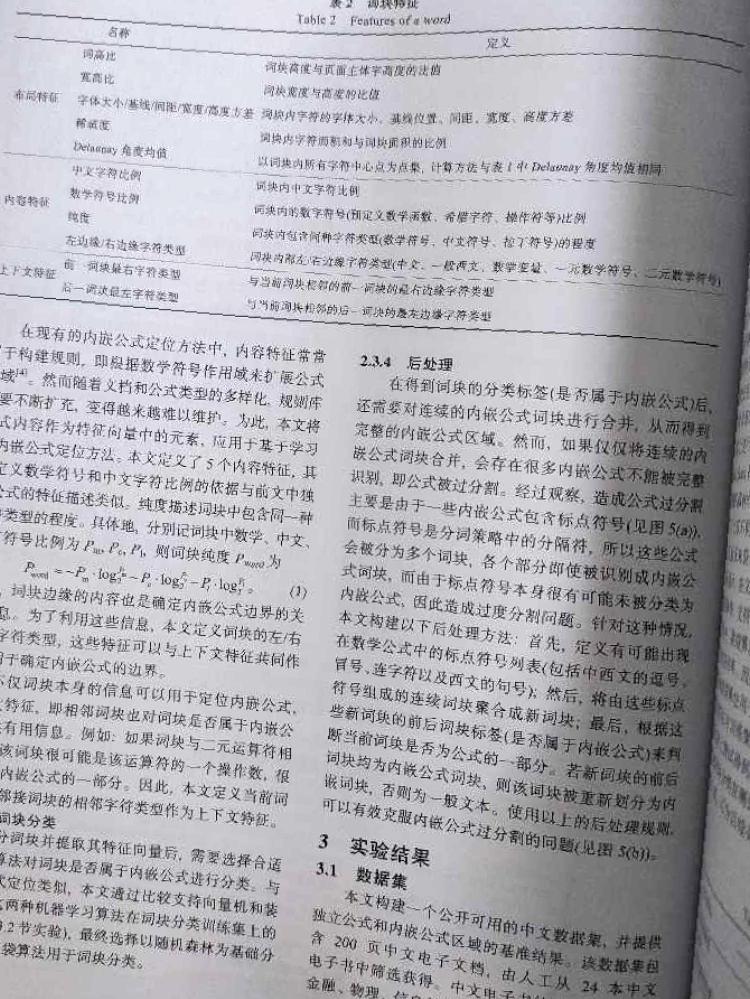 表 2 词块特征
Table 2 Features of a word
名称 定义
词高比 词块高度与页面主体字高度的比值
宽高比 词块宽度与高度的比值
布局特征 字体大小/基线/间距/宽度/高度方差 词块内字符的字体大小、基线位置、间距、宽度、高度方差
稀疏度 词块内字符面积和与词块面积的比例
Delaunay 角度均值 以词块内所有字符中心点为点集, 计算方法与表 1 中 Delaunay 角度均值相同
中文字符比例 词块内中文字符比例
内容特征 数学符号比例 词块内的数学符号(预定义数学函数、希腊字符、操作符等)比例
纯度 词块内包含同种字符类型(数学符号、中文符号、拉丁符号)的程度
左边缘/右边缘字符类型 词块内部左/右边缘字符类型(中文、一般西文、数学变量、一元数学符号、二元数学符号)
上下文特征 前一词块最右字符类型 与当前词块相邻的前一词块的最右边缘字符类型
后一词块最左字符类型 与当前词块相邻的后一词块的最左边缘字符类型
在现有的内嵌公式定位方法中, 内容特征常常
于构建规则, 即根据数学符号作用域来扩展公式
域[4]。然而随着文档和公式类型的多样化, 规则库
要不断扩充, 变得越来越难以维护。为此, 本文将
式内容作为特征向量中的元素, 应用于基于学习
内嵌公式定位方法。本文定义了 5 个内容特征, 其
定义数学符号和中文字符比例的依据与前文中独
公式的特征描述类似。纯度描述词块中包含同一种
类型的程度。具体地, 分别记词块中数学、中文、
符号比例为 Pm, Pc, Pl, 则词块纯度 Pword 为
Pword = -Pm · log2Pm - Pc · log2Pc - Pl · log2Pl 。 (1)
, 词块边缘的内容也是确定内嵌公式边界的关
息。为了利用这些信息, 本文定义词块的左/右
字符类型, 这些特征可以与上下文特征共同作
用于确定内嵌公式的边界。
不仅词块本身的信息可以用于定位内嵌公式,
特征, 即相邻词块也对词块是否属于内嵌公
有用信息。例如: 如果词块与二元运算符相
该词块很可能是该运算符的一个操作数, 很
内嵌公式的一部分。因此, 本文定义当前词
邻接词块的相邻字符类型作为上下文特征。
词块分类
分词块并提取其特征向量后, 需要选择合适
算法对词块是否属于内嵌公式进行分类。与
式定位类似, 本文通过比较支持向量机和装
两种机器学习算法在词块分类训练集上的
2 节实验), 最终选择以随机森林为基础分
袋算法用于词块分类。
2.3.4 后处理
在得到词块的分类标签(是否属于内嵌公式)后,
还需要对连续的内嵌公式词块进行合并, 从而得到
完整的内嵌公式区域。然而, 如果仅仅将连续的内
嵌公式词块合并, 会存在很多内嵌公式不能被完整
识别, 即公式被过分割。经过观察, 造成公式过分割
主要是由于一些内嵌公式包含标点符号(见图 5(a)),
而标点符号是分词策略中的分隔符, 所以这些公式
会被分为多个词块, 各个部分即使被识别成内嵌公
式词块, 而由于标点符号本身很有可能未被分类为
内嵌公式, 因此造成过度分割问题。针对这种情况,
本文构建以下后处理方法: 首先, 定义有可能出现
在数学公式中的标点符号列表(包括中西文的逗号、
冒号、连字符以及西文的句号); 然后, 将由这些标点
符号组成的连续词块聚合成新词块; 最后, 根据这
些新词块的前后词块标签(是否属于内嵌公式)来判
断当前词块是否为公式的一部分。若新词块的前后
词块均为内嵌公式词块, 则该词块被重新划分为内
嵌词块, 否则为一般文本。使用以上的后处理规则,
可以有效克服内嵌公式过分割的问题(见图 5(b))。
3 实验结果
3.1 数据集
本文构建一个公开可用的中文数据集, 并提供
独立公式和内嵌公式区域的基准结果。该数据集包
含 200 页中文电子文档, 由人工从 24 本中文
电子书中筛选获得。中文电子书
金融、物理、信息